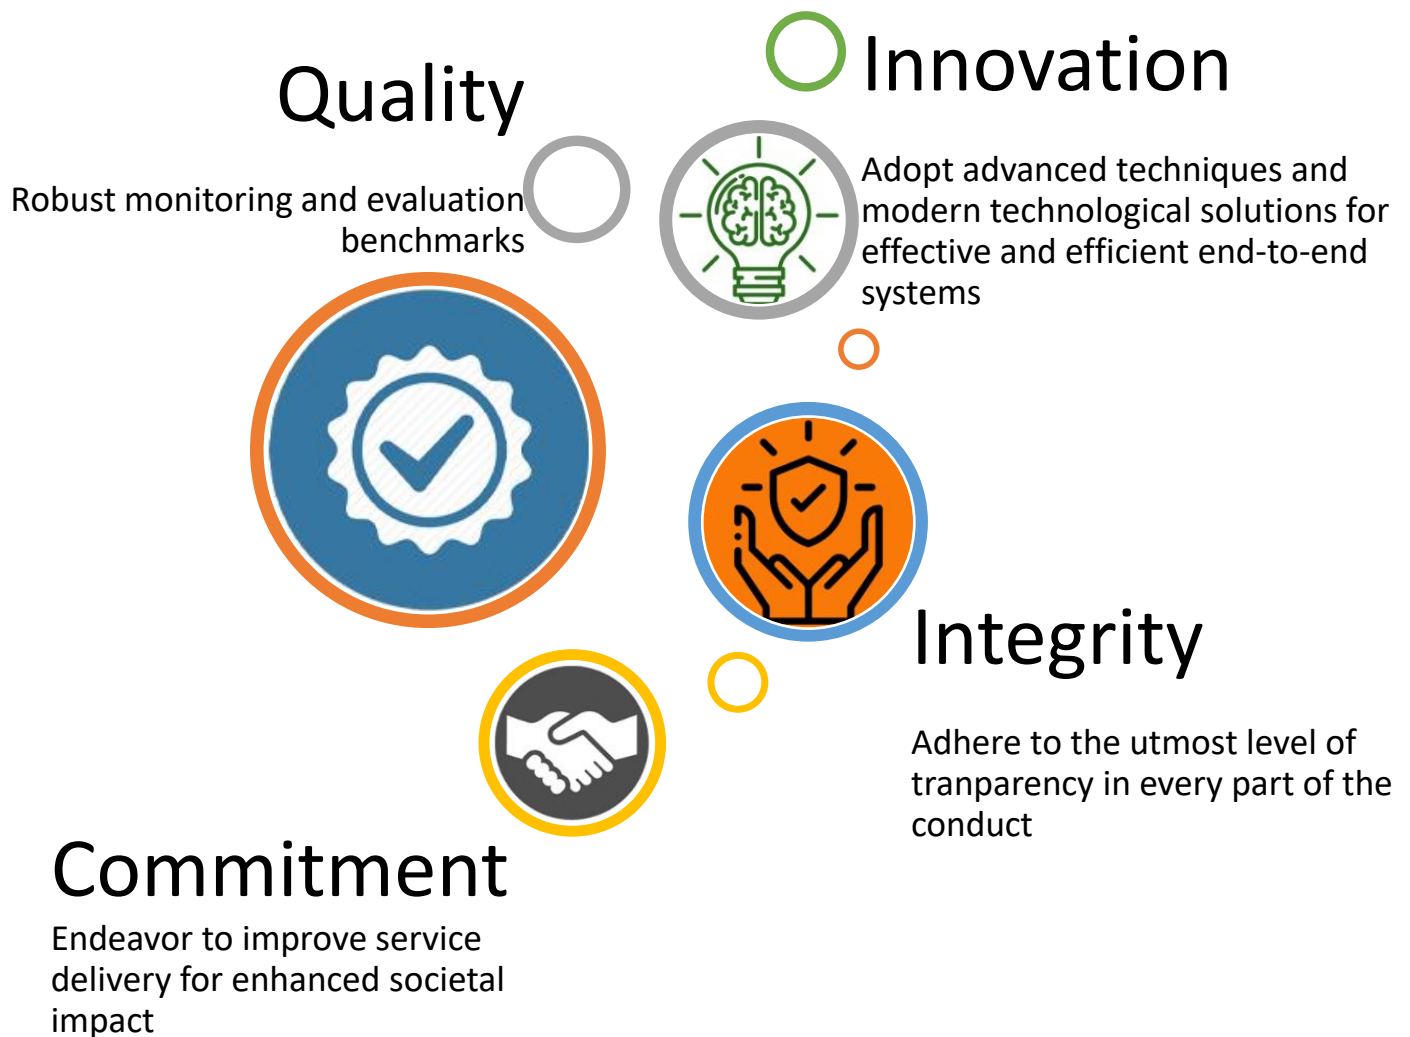 Quality
Robust monitoring and evaluation
benchmarks
Innovation
Adopt advanced techniques and
modern technological solutions for
effective and efficient end-to-end
systems
Integrity
Adhere to the utmost level of
tranparency in every part of the
conduct
Commitment
Endeavor to improve service
delivery for enhanced societal
impact